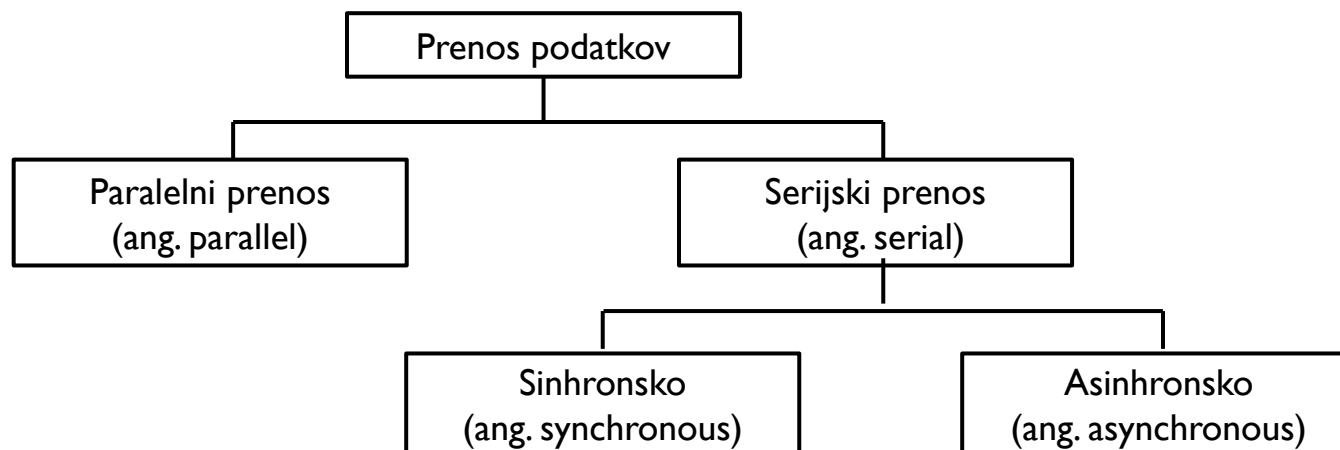 Prenos podatkov
Paralelni prenos
(ang. parallel)
Serijski prenos
(ang. serial)
Sinhronsko
(ang. synchronous)
Asinhronsko
(ang. asynchronous)